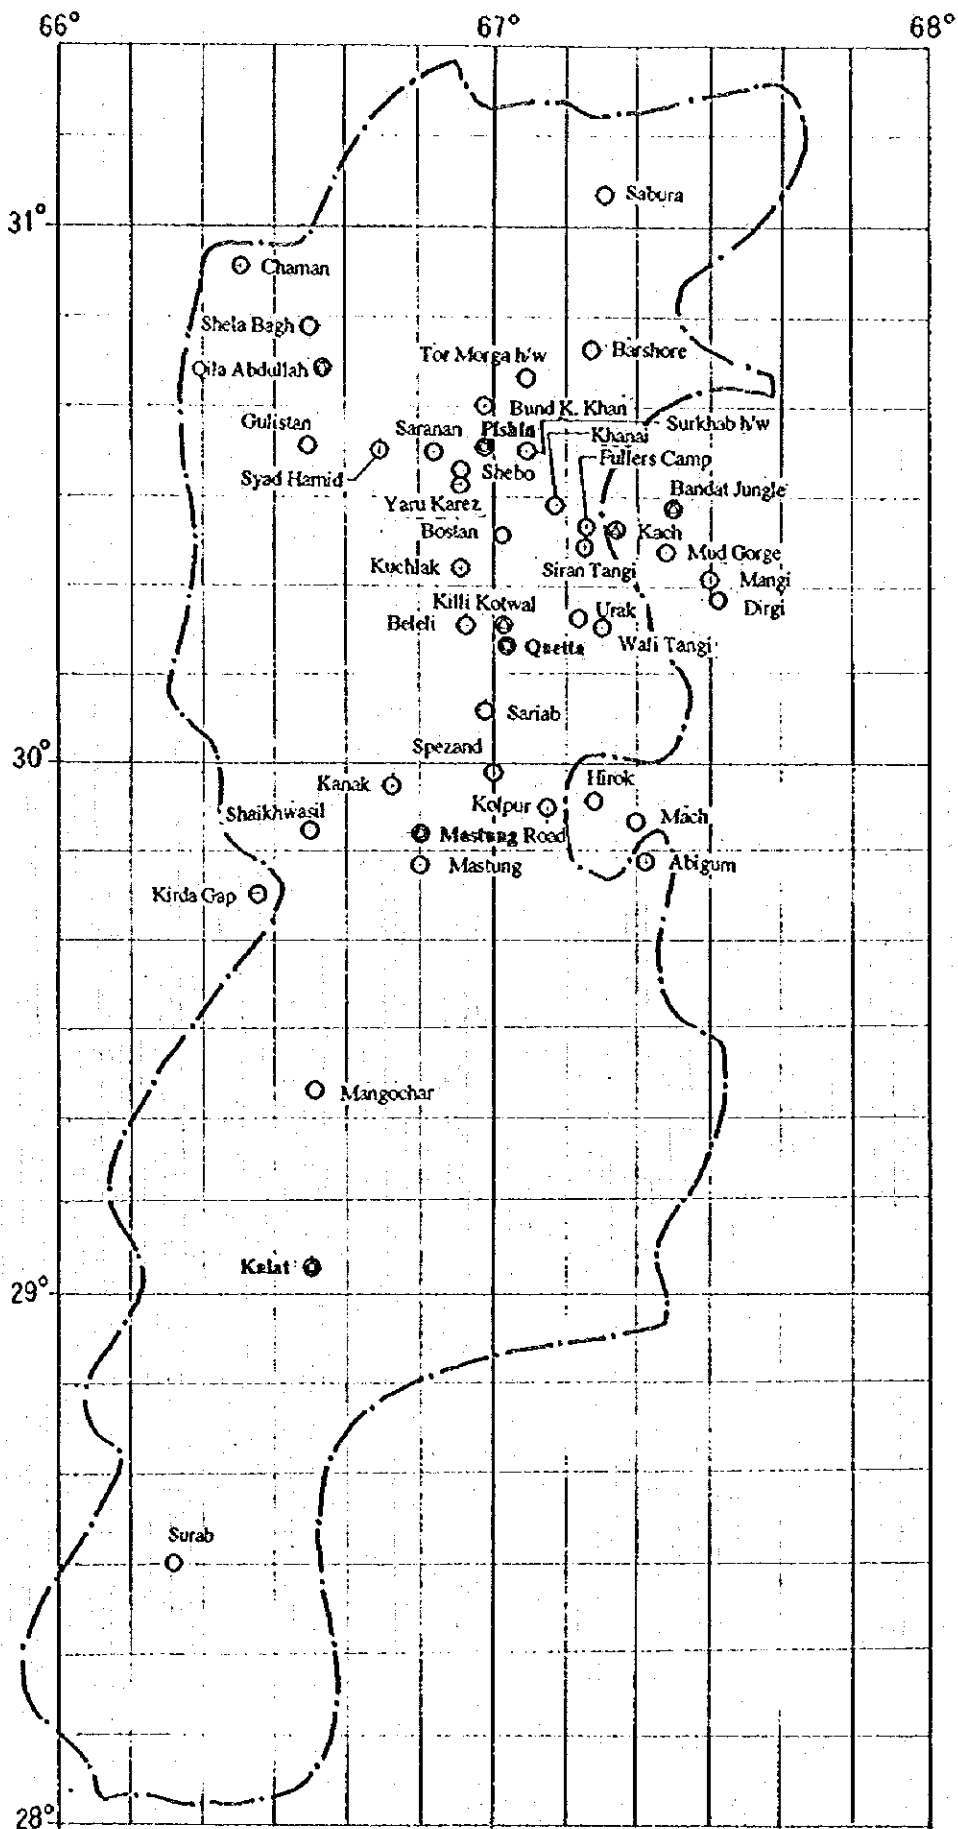 66° 67° 68°
Sabura
31°
Chaman
Shela Bagh
Barshore
Tor Morga h/w
Qila Abdullah
Bund K. Khan
Gulistan
Saranan
Pishin
Surkhab h/w
Khanai
Fullers Camp
Syad Hamid
Shebo
Bandat Jungle
Yaru Karez
Bostan
Kach
Mud Gorge
Kuchlak
Siran Tangi
Mangi
Dirgi
Killi Kotwal
Urak
Beleli
Quetta
Wali Tangi
Sariab
Spezand
30°
Kanak
Hirok
Shaikhwasil
Kolpur
Mach
Mastung Road
Mastung
Abigum
Kirda Gap
Mangochar
Kalat
29°
Surab
28°